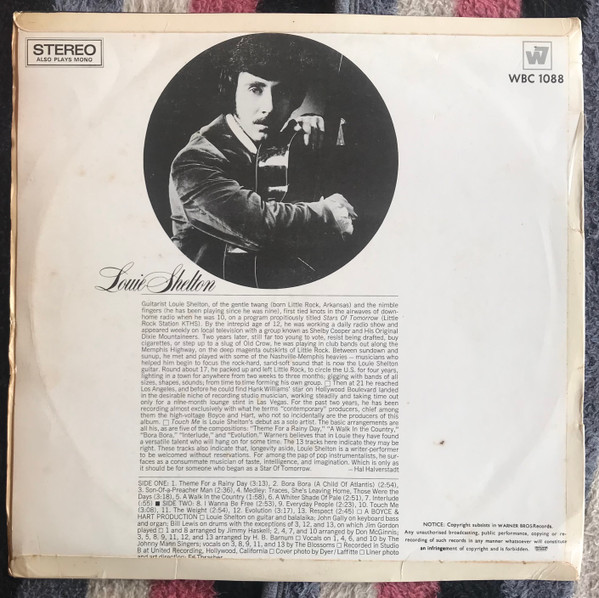 STEREO
ALSO PLAYS MONO
W
WBC 1088
Louie Shelton
Guitarist Louie Shelton, of the gentle twang (born Little Rock, Arkansas) and the nimble
fingers (he has been playing since he was nine), first tied knots in the airwaves of down-
home radio when he was 10, on a program propitiously titled Stars Of Tomorrow (Little
Rock Station KTHS). By the intrepid age of 12, he was working a daily radio show and
appeared weekly on local television with a group known as Shelby Cooper and His Original
Dixie Mountaineers. Two years later, still far too young to vote, resist being drafted, buy
cigarettes, or step up to a slug of Old Crow, he was playing in club bands out along the
Memphis Highway, on the deep magenta outskirts of Little Rock. Between sundown and
sunup, he met and played with some of the Nashville-Memphis heavies – musicians who
helped him begin to focus the rock-hard, sand-soft sound that is now the Louie Shelton
guitar. Round about 17, he packed up and left Little Rock, to circle the U.S. for four years,
lighting in a town for anywhere from two weeks to three months; gigging with bands of all
sizes, shapes, sounds; from time to time forming his own group. □ Then at 21 he reached
Los Angeles, and before he could find Hank Williams' star on Hollywood Boulevard landed
in the desirable niche of recording studio musician, working steadily and taking time out
only for a nine-month lounge stint in Las Vegas. For the past two years, he has been
recording almost exclusively with what he terms "contemporary" producers, chief among
them the high-voltage Boyce and Hart, who not so incidentally are the producers of this
album. □ Touch Me is Louie Shelton's debut as a solo artist. The basic arrangements are
all his, as are five of the compositions: "Theme For a Rainy Day," "A Walk In the Country,"
"Bora Bora," "Interlude," and "Evolution." Warners believes that in Louie they have found
a versatile talent who will hang on for some time. The 13 tracks here indicate they may be
right. These tracks also indicate that, longevity aside, Louie Shelton is a writer-performer
to be welcomed without reservations. For among the pap of pop instrumentalists, he sur-
faces as a consummate musician of taste, intelligence, and imagination. Which is only as
it should be for someone who began as a Star Of Tomorrow. – Hal Halverstadt
SIDE ONE: 1. Theme For a Rainy Day (3:13), 2. Bora Bora (A Child Of Atlantis) (2:54),
3. Son-of-a-Preacher Man (2:36), 4. Medley: Traces, She's Leaving Home, Those Were the
Days (3:18), 5. A Walk In the Country (1:58), 6. A Whiter Shade Of Pale (2:51), 7. Interlude
(:55) ■ SIDE TWO: 8. I Wanna Be Free (2:53), 9. Everyday People (2:23), 10. Touch Me
(3:08), 11. The Weight (2:54), 12. Evolution (3:17), 13. Respect (2:45) □ A BOYCE &
HART PRODUCTION □ Louie Shelton on guitar and balalaika; John Gally on keyboard bass
and organ; Bill Lewis on drums with the exceptions of 3, 12, and 13, on which Jim Gordon
played □ 1 and 8 arranged by Jimmy Haskell, 2, 4, 7, and 10 arranged by Don McGinnis;
3, 5, 8, 9, 11, 12, and 13 arranged by H. B. Barnum □ Vocals on 1, 4, 6, and 10 by The
Johnny Mann Singers; vocals on 3, 8, 9, 11, and 13 by The Blossoms □ Recorded in Studio
B at United Recording, Hollywood, California □ Cover photo by Dyer/Laffitte □ Liner photo
and art direction: Ed Thrasher
NOTICE: Copyright subsists in WARNER BROS. Records.
Any unauthorised broadcasting, public performance, copying or re-
recording of such records in any manner whatsoever will constitute
an infringement of copyright and is forbidden.